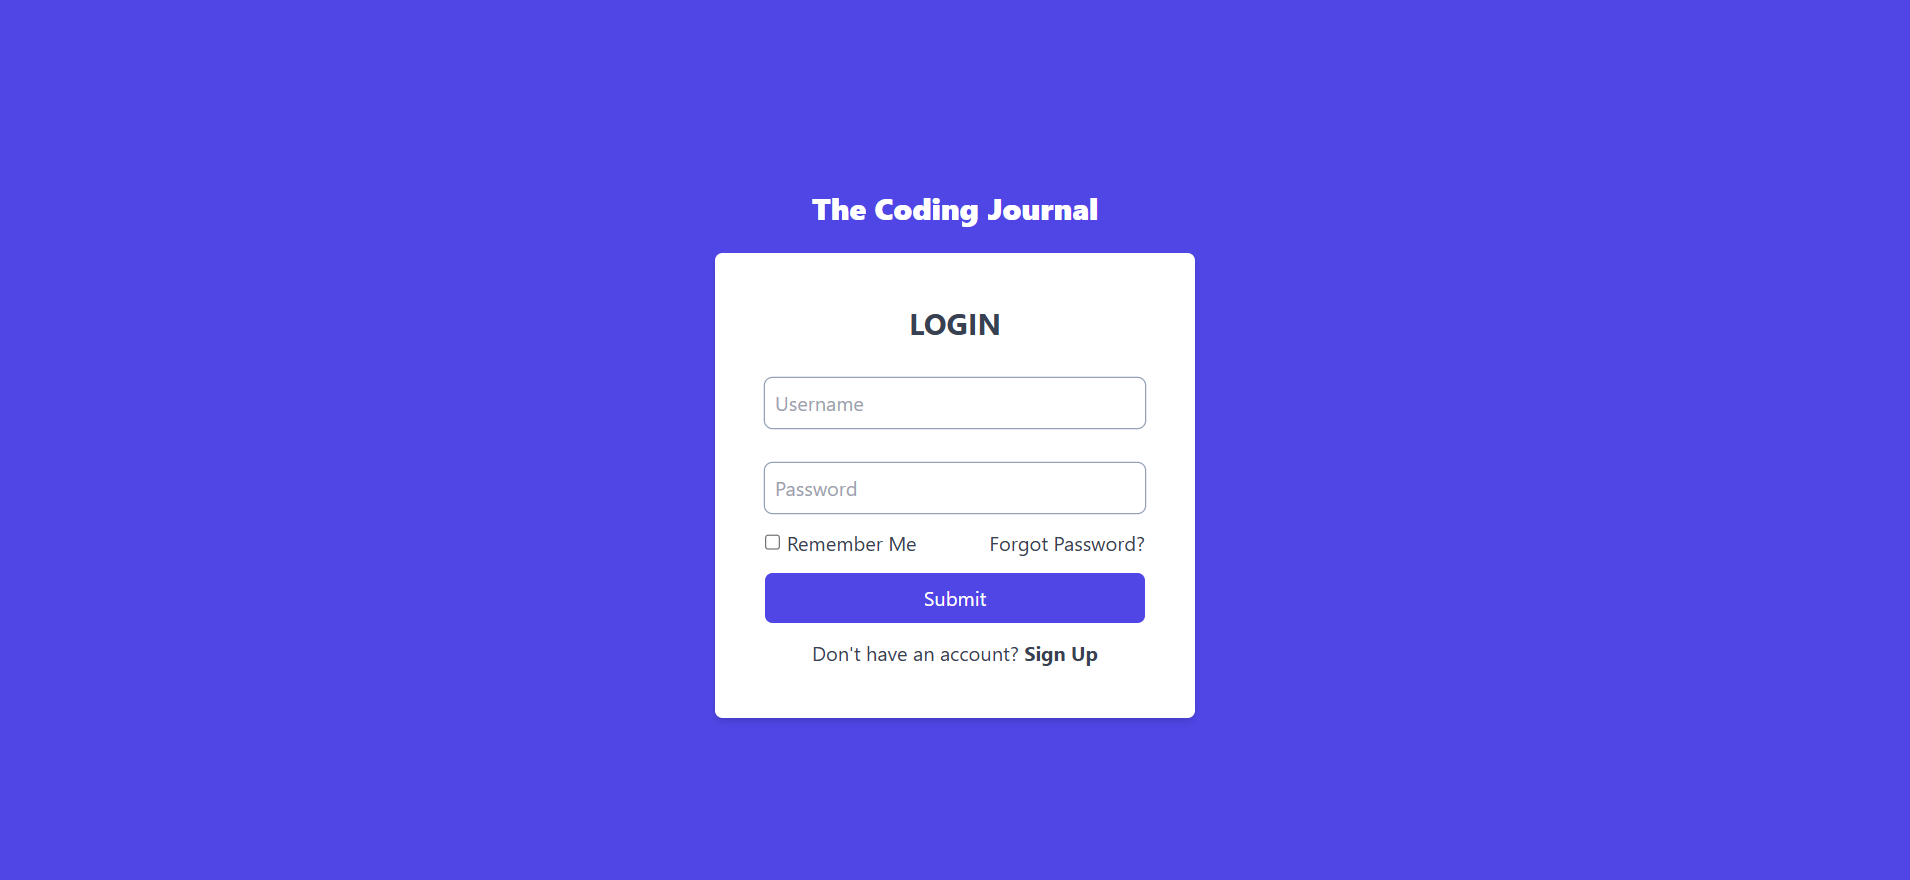 The Coding Journal
LOGIN
Username
Password
Remember Me Forgot Password?
Submit
Don't have an account? Sign Up